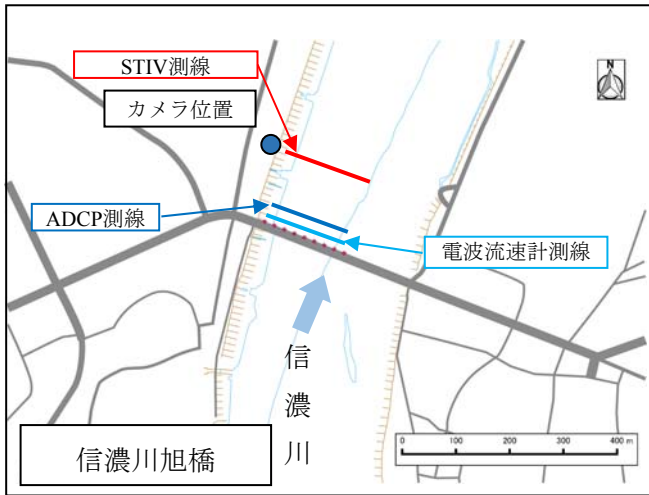 STIV測線
カメラ位置
N
ADCP測線
電波流速計測線
信濃川
信濃川旭橋
0 100 200 300 400 m